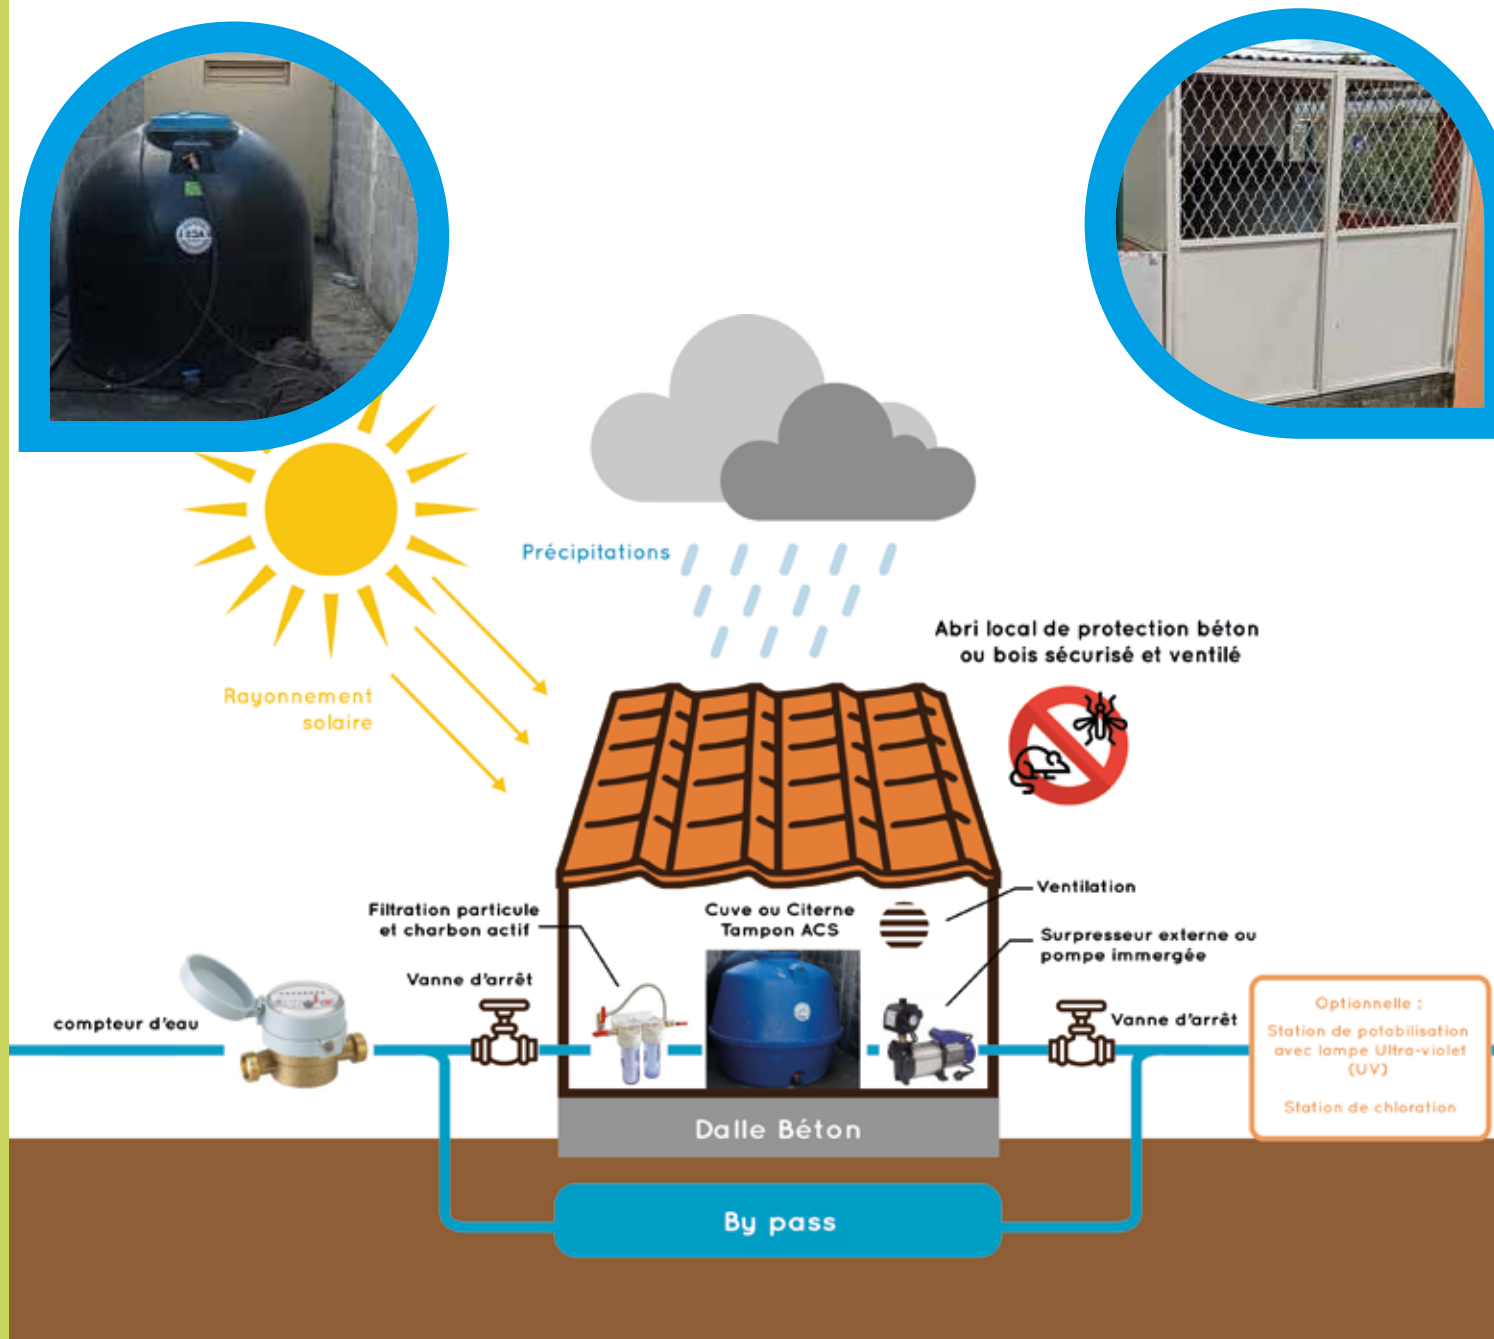 Précipitations
Abri local de protection béton
ou bois sécurisé et ventilé
Rayonnement
solaire
Ventilation
Filtration particule
et charbon actif
Cuve ou Citerne
Tampon ACS
Surpresseur externe ou
pompe immergée
Vanne d'arrêt
compteur d'eau
Vanne d'arrêt
Optionnelle :
Station de potabilisation
avec lampe Ultra-violet
(UV)
Station de chloration
Dalle Béton
By pass